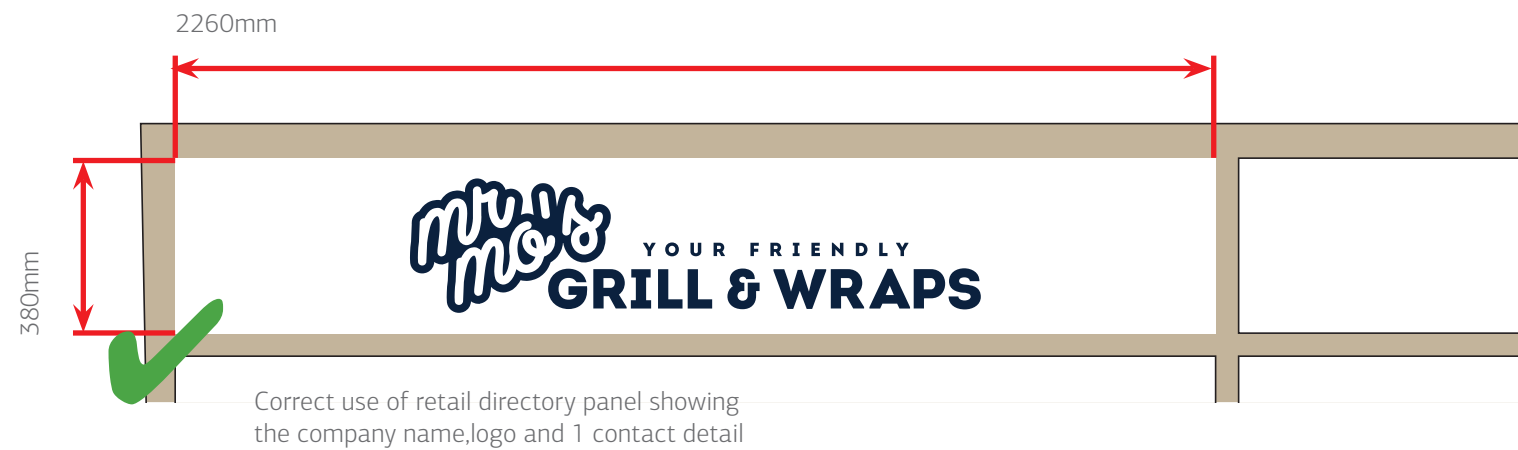 2260mm
380mm
mr
mo's
YOUR FRIENDLY
GRILL & WRAPS
Correct use of retail directory panel showing
the company name,logo and 1 contact detail